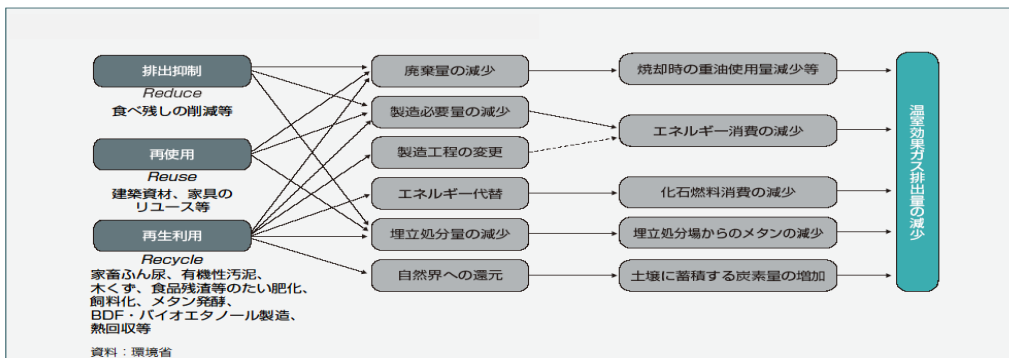 排出抑制
Reduce
食べ残しの削減等
再使用
Reuse
建築資材、家具の
リユース等
再生利用
Recycle
家畜ふん尿、有機性汚泥、
木くず、食品残渣等のたい肥化、
飼料化、メタン発酵、
BDF・バイオエタノール製造、
熱回収等
廃棄量の減少
製造必要量の減少
製造工程の変更
エネルギー代替
埋立処分量の減少
自然界への還元
焼却時の重油使用量減少等
エネルギー消費の減少
化石燃料消費の減少
埋立処分場からのメタンの減少
土壌に蓄積する炭素量の増加
温室効果ガス排出量の減少
資料：環境省